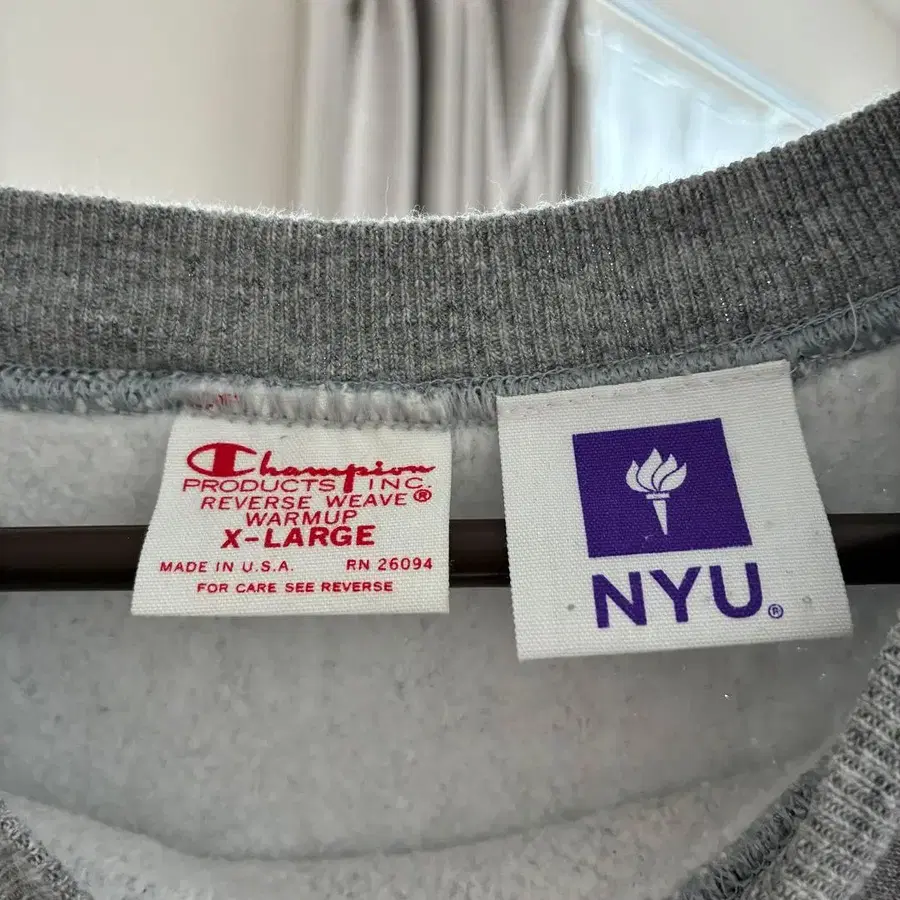 Champion
PRODUCTS INC.
REVERSE WEAVE®
WARMUP
X-LARGE
MADE IN U.S.A. RN 26094
FOR CARE SEE REVERSE
NYU®